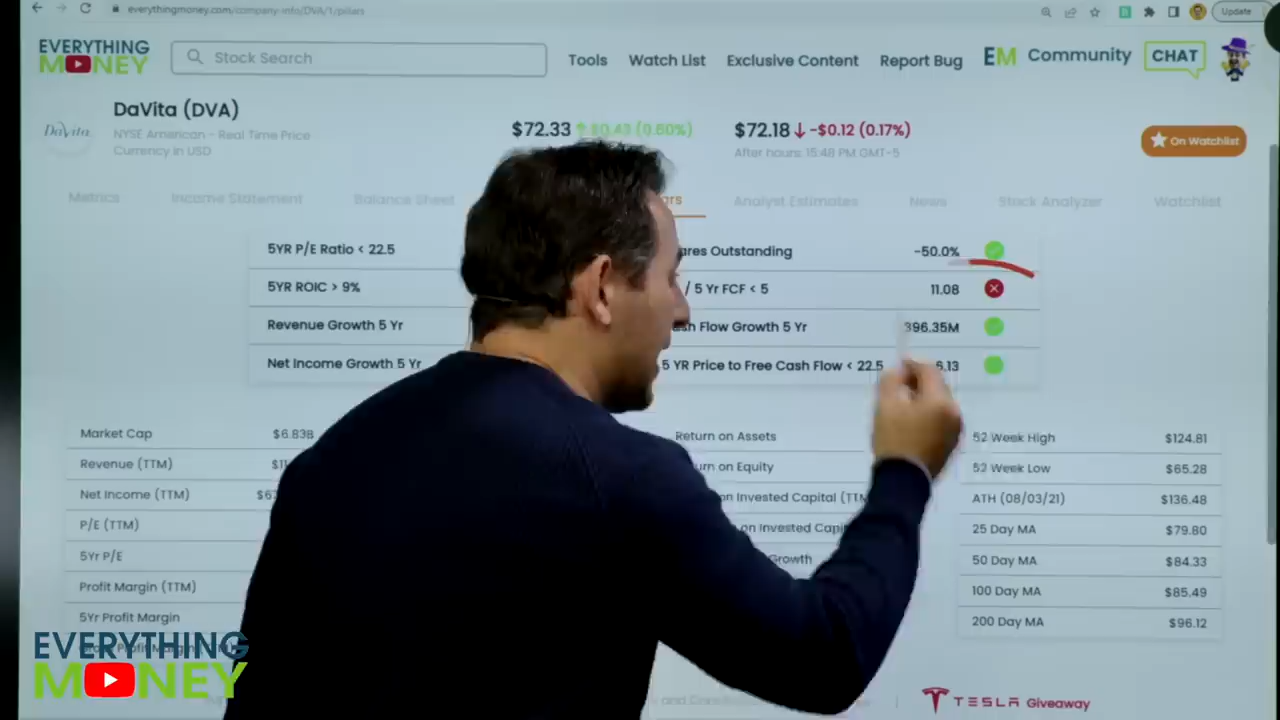 everythingmoney.com/company-info/DVA/1/pillars
Update
EVERYTHING
MONEY
Stock Search
Tools
Watch List
Exclusive Content
Report Bug
EM Community
CHAT
DaVita
DaVita (DVA)
NYSE American - Real Time Price
Currency in USD
$72.33 ↑ $0.43 (0.60%)
$72.18 ↓ -$0.12 (0.17%)
After hours: 15:48 PM GMT-5
On Watchlist
Metrics
Income Statement
Balance Sheet
Analyst Estimates
News
Stock Analyzer
Watchlist
5YR P/E Ratio < 22.5
Outstanding
-50.0%
5YR ROIC > 9%
/ 5 Yr FCF < 5
11.08
Revenue Growth 5 Yr
Flow Growth 5 Yr
396.35M
Net Income Growth 5 Yr
5 YR Price to Free Cash Flow < 22.5
Market Cap
$6.83B
Return on Assets
52 Week High
$124.81
Revenue (TTM)
on Equity
52 Week Low
$65.28
Net Income (TTM)
on Invested Capital
ATH (08/03/21)
$136.48
P/E (TTM)
on Invested
25 Day MA
$79.80
5Yr P/E
Growth
50 Day MA
$84.33
Profit Margin (TTM)
100 Day MA
$85.49
5Yr Profit Margin
200 Day MA
$96.12
EVERYTHING
MONEY
TESLA Giveaway